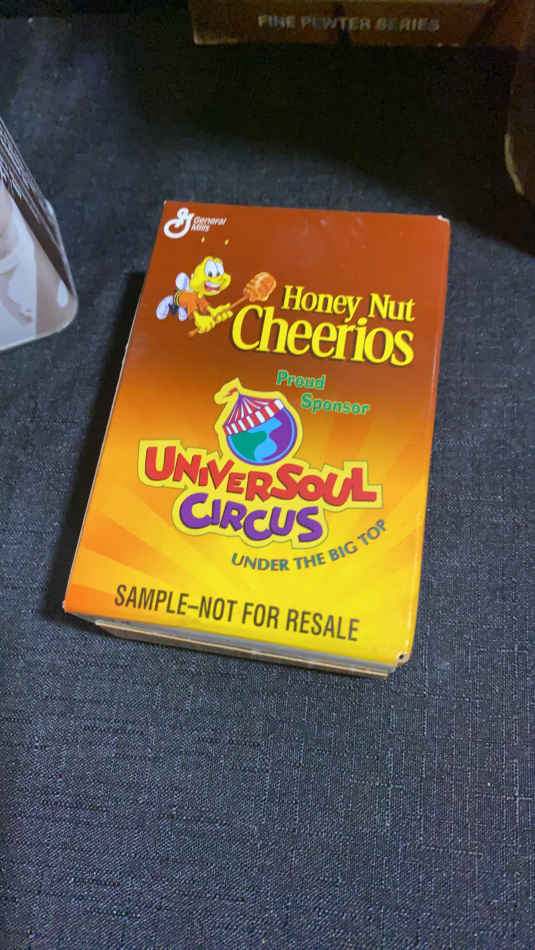 FINE PEWTER SERIES
General
Mills
Honey Nut
Cheerios
Proud
Sponsor
UNIVERSOUL
CIRCUS
UNDER THE BIG TOP
SAMPLE–NOT FOR RESALE